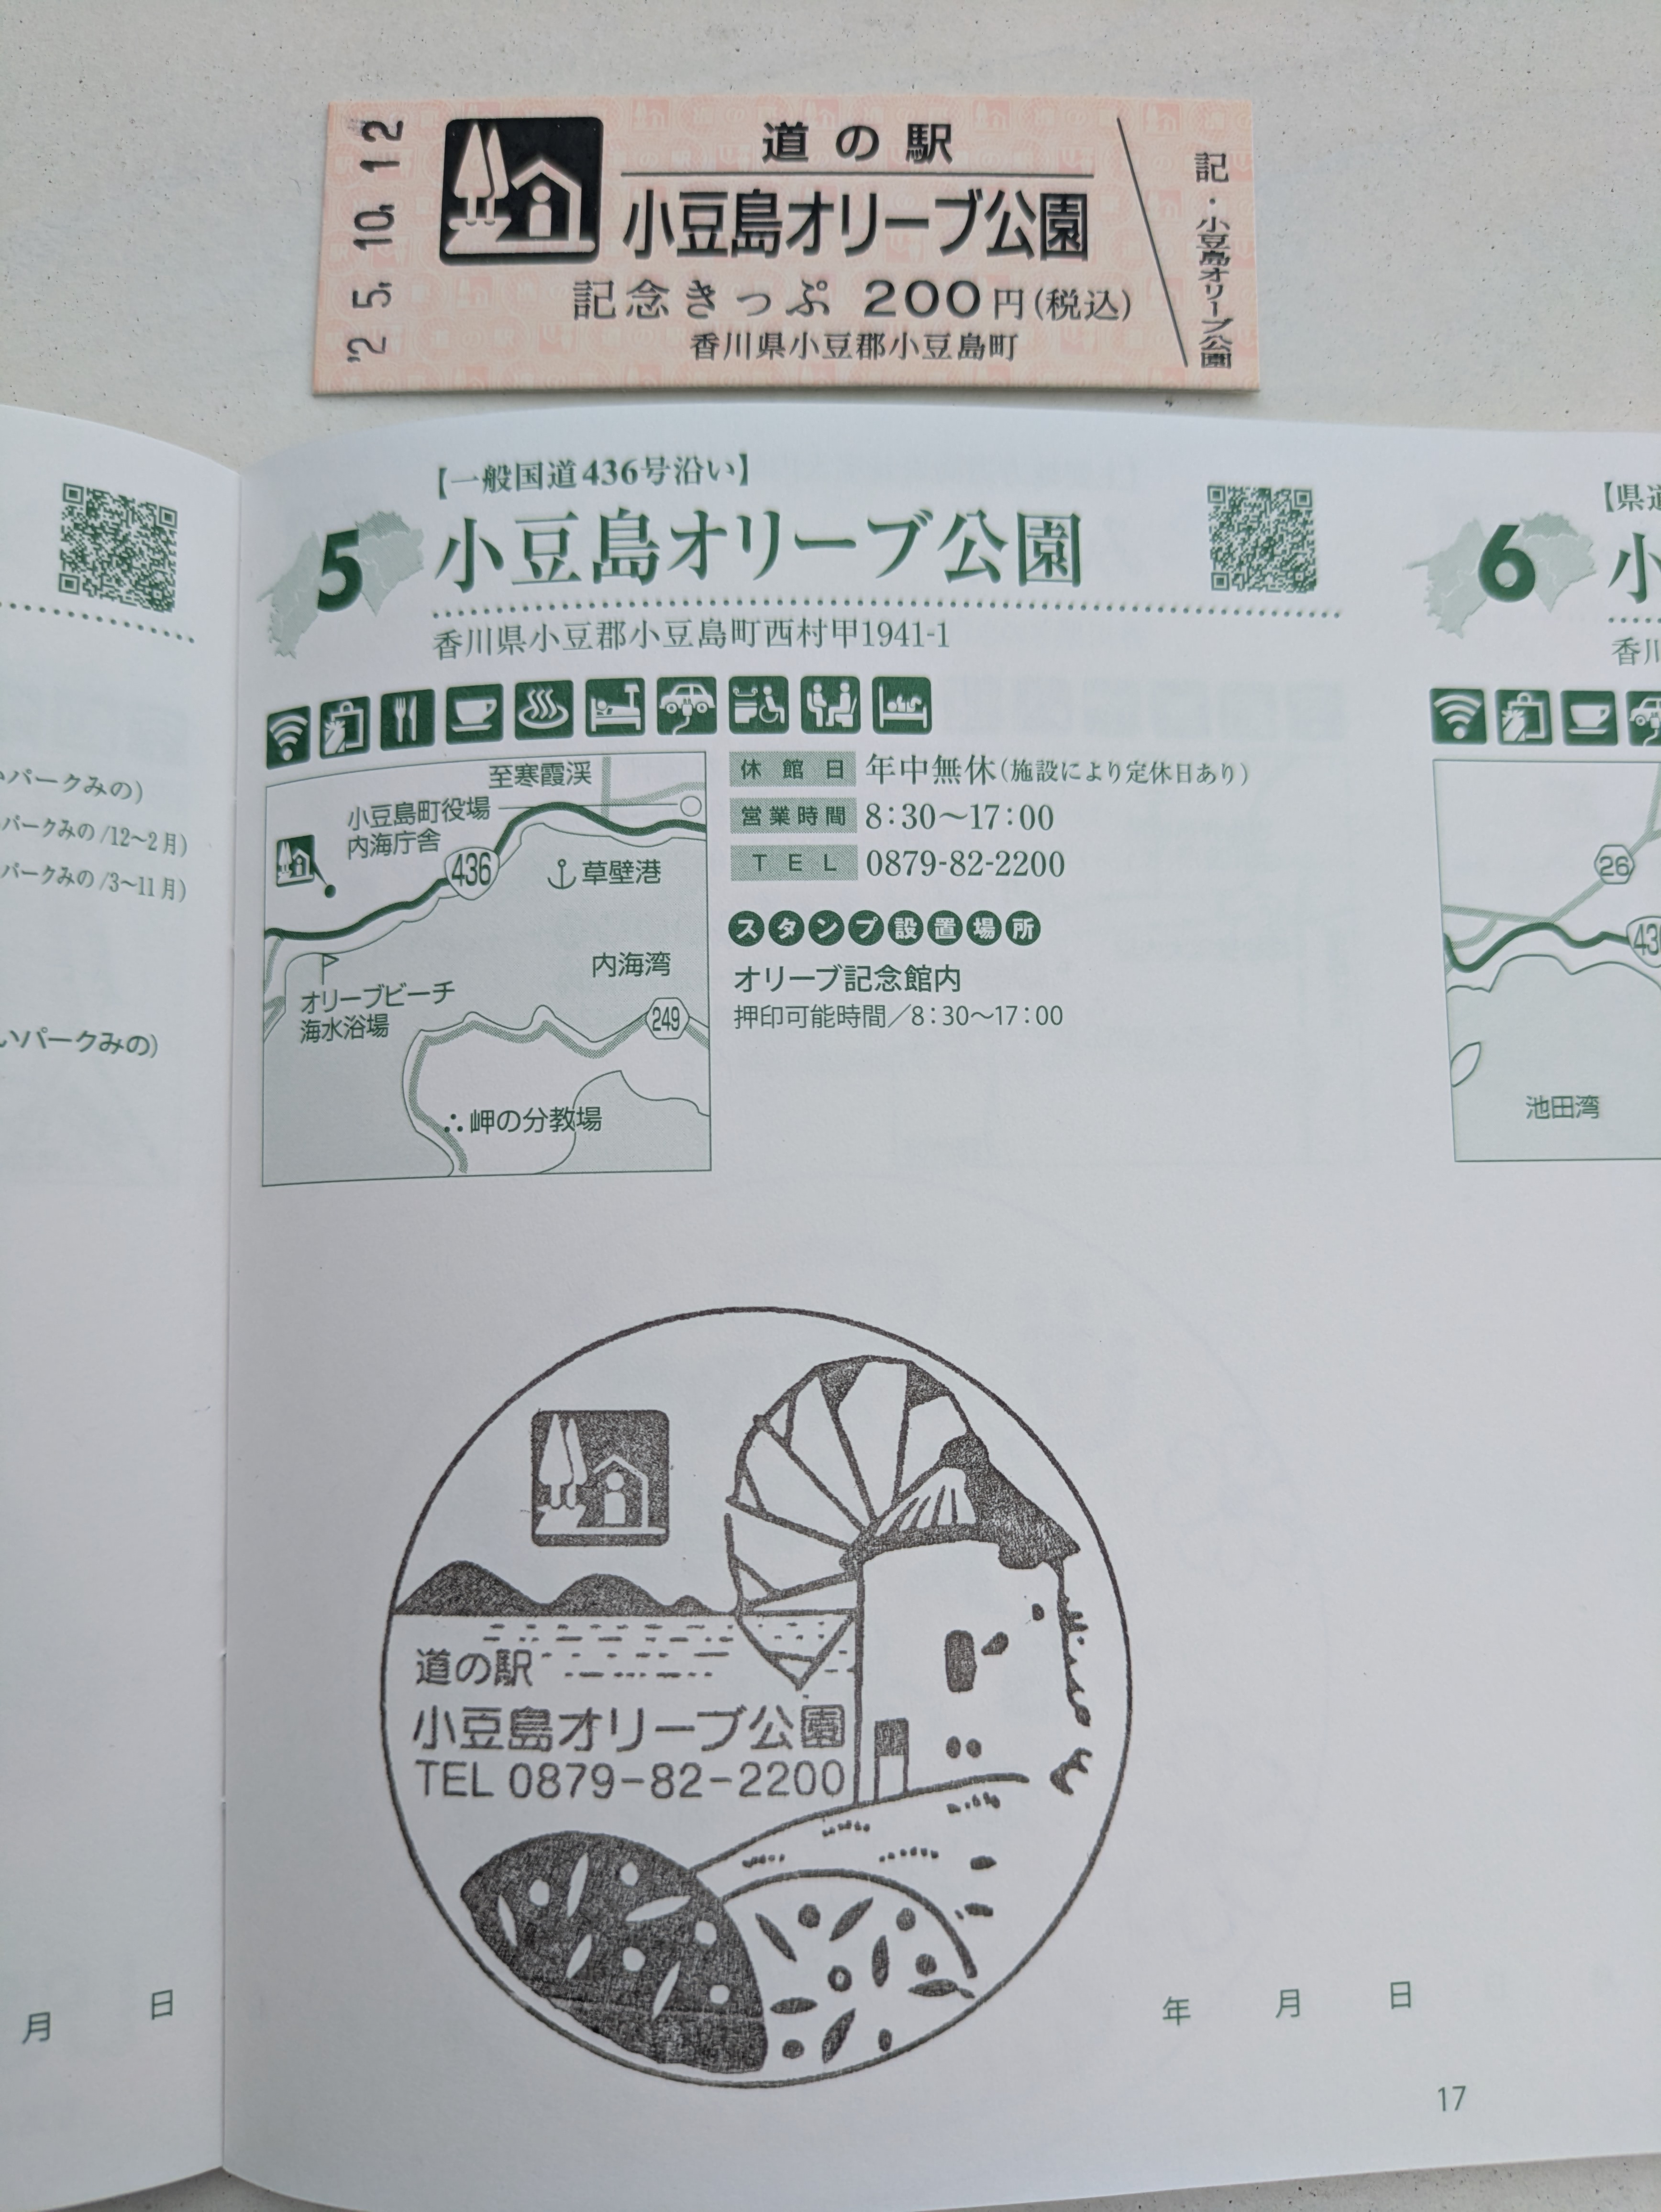 '25.10.12
道の駅
小豆島オリーブ公園
記念きっぷ 200円(税込)
香川県小豆郡小豆島町
記・小豆島オリーブ公園
いパークみの)
パークみの/12〜2月)
パークみの/3〜11月)
いパークみの)
月 日
【一般国道436号沿い】
5 小豆島オリーブ公園
香川県小豆郡小豆島町西村甲1941-1
至寒霞渓
小豆島町役場
内海庁舎
436
草壁港
内海湾
オリーブビーチ
海水浴場
249
∴岬の分教場
休館日 年中無休(施設により定休日あり)
営業時間 8:30〜17:00
TEL 0879-82-2200
スタンプ設置場所
オリーブ記念館内
押印可能時間/8:30〜17:00
道の駅
小豆島オリーブ公園
TEL 0879-82-2200
年 月 日
17
【県道
6 小
香川
26
43
池田湾